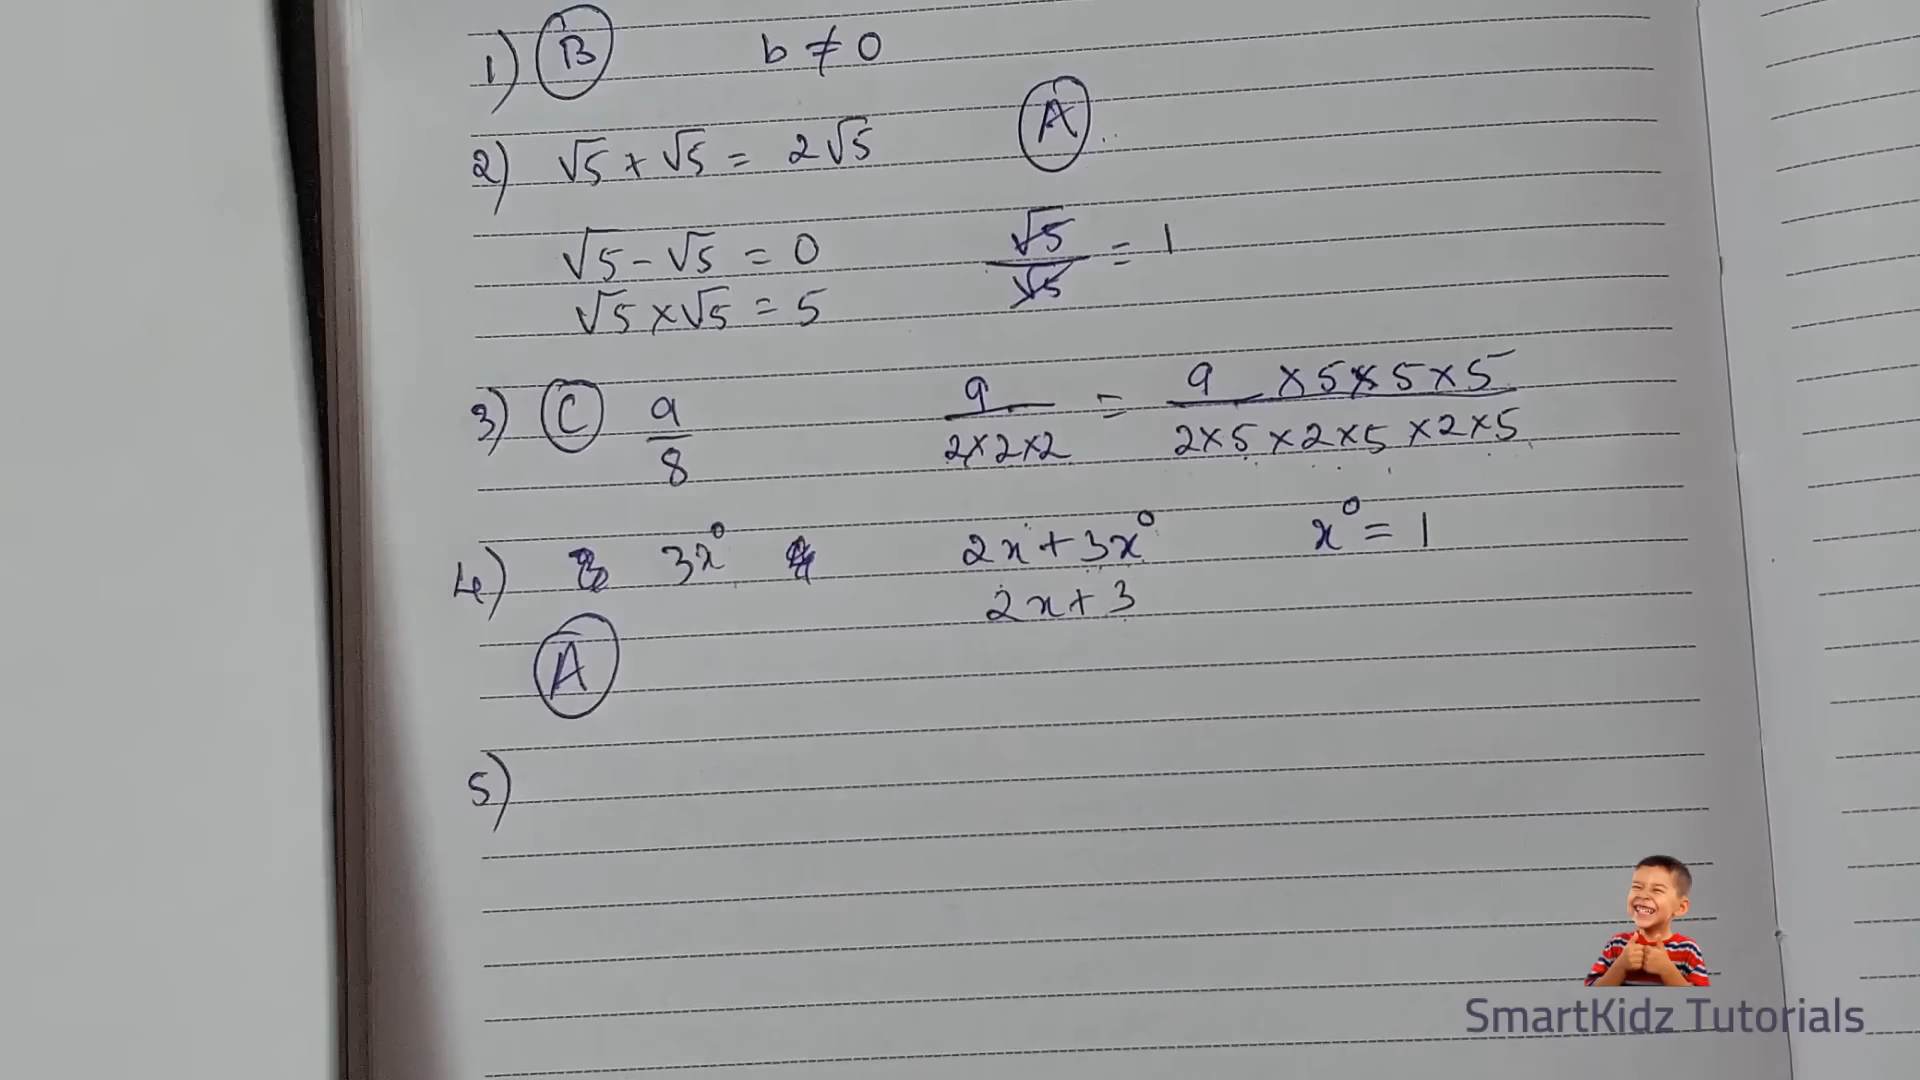 1) B b ≠ 0
2) √5 + √5 = 2√5 A
√5 - √5 = 0 √5/√5 = 1
√5 × √5 = 5
3) C 9/8 9/(2×2×2) = (9 × 5×5×5)/(2×5×2×5×2×5)
4) 3x⁰ 2x + 3x⁰ x⁰ = 1
2x + 3
A
5)
SmartKidz Tutorials